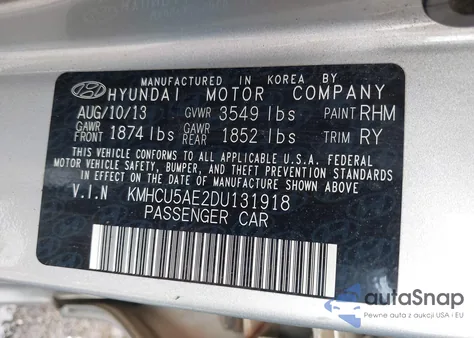 MANUFACTURED IN KOREA BY
HYUNDAI MOTOR COMPANY
AUG/10/13 GVWR 3549 lbs PAINT RHM
GAWR FRONT 1874 lbs GAWR REAR 1852 lbs TRIM RY
THIS VEHICLE CONFORMS TO ALL APPLICABLE U.S.A. FEDERAL
MOTOR VEHICLE SAFETY, BUMPER, AND THEFT PREVENTION STANDARDS
IN EFFECT ON THE DATE OF MANUFACTURE SHOWN ABOVE.
V.I.N KMHCU5AE2DU131918
PASSENGER CAR
autaSnap
Pewne auta z aukcji USA i EU